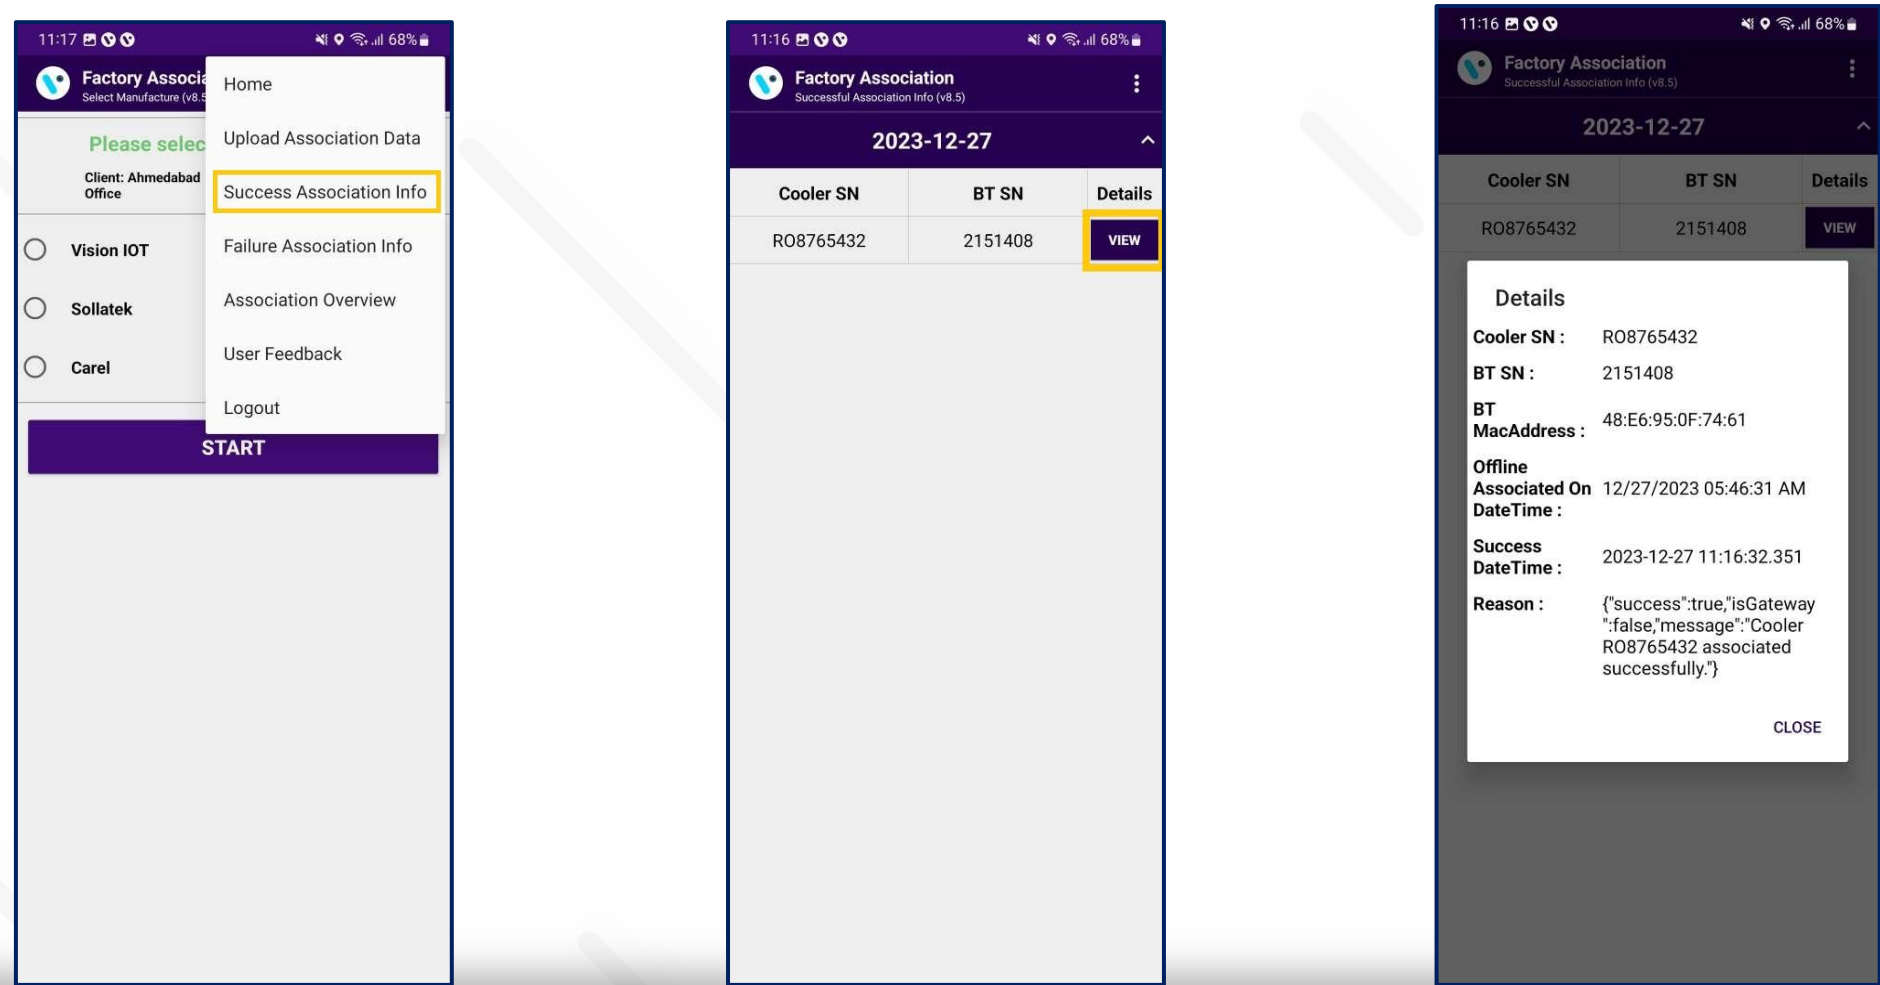 11:17
68%
Factory Associa
Select Manufacture (v8.5
Please selec
Client: Ahmedabad
Office
Vision IOT
Sollatek
Carel
START
Home
Upload Association Data
Success Association Info
Failure Association Info
Association Overview
User Feedback
Logout
11:16
68%
Factory Association
Successful Association Info (v8.5)
2023-12-27
Cooler SN BT SN Details
RO8765432 2151408 VIEW
11:16
68%
Factory Association
Successful Association Info (v8.5)
2023-12-27
Cooler SN BT SN Details
RO8765432 2151408 VIEW
Details
Cooler SN : RO8765432
BT SN : 2151408
BT
MacAddress : 48:E6:95:0F:74:61
Offline
Associated On 12/27/2023 05:46:31 AM
DateTime :
Success
DateTime : 2023-12-27 11:16:32.351
Reason : {"success":true,"isGateway
":false,"message":"Cooler
RO8765432 associated
successfully."}
CLOSE